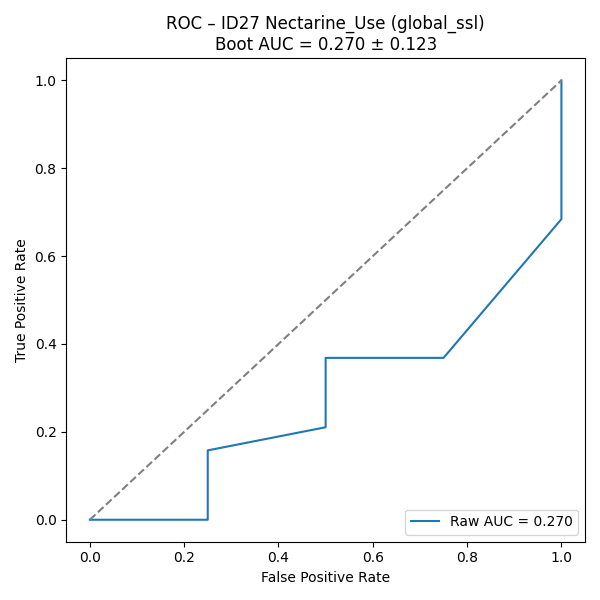 ROC – ID27 Nectarine_Use (global_ssl)
Boot AUC = 0.270 ± 0.123
True Positive Rate
1.0
0.8
0.6
0.4
0.2
0.0
Raw AUC = 0.270
0.0 0.2 0.4 0.6 0.8 1.0
False Positive Rate